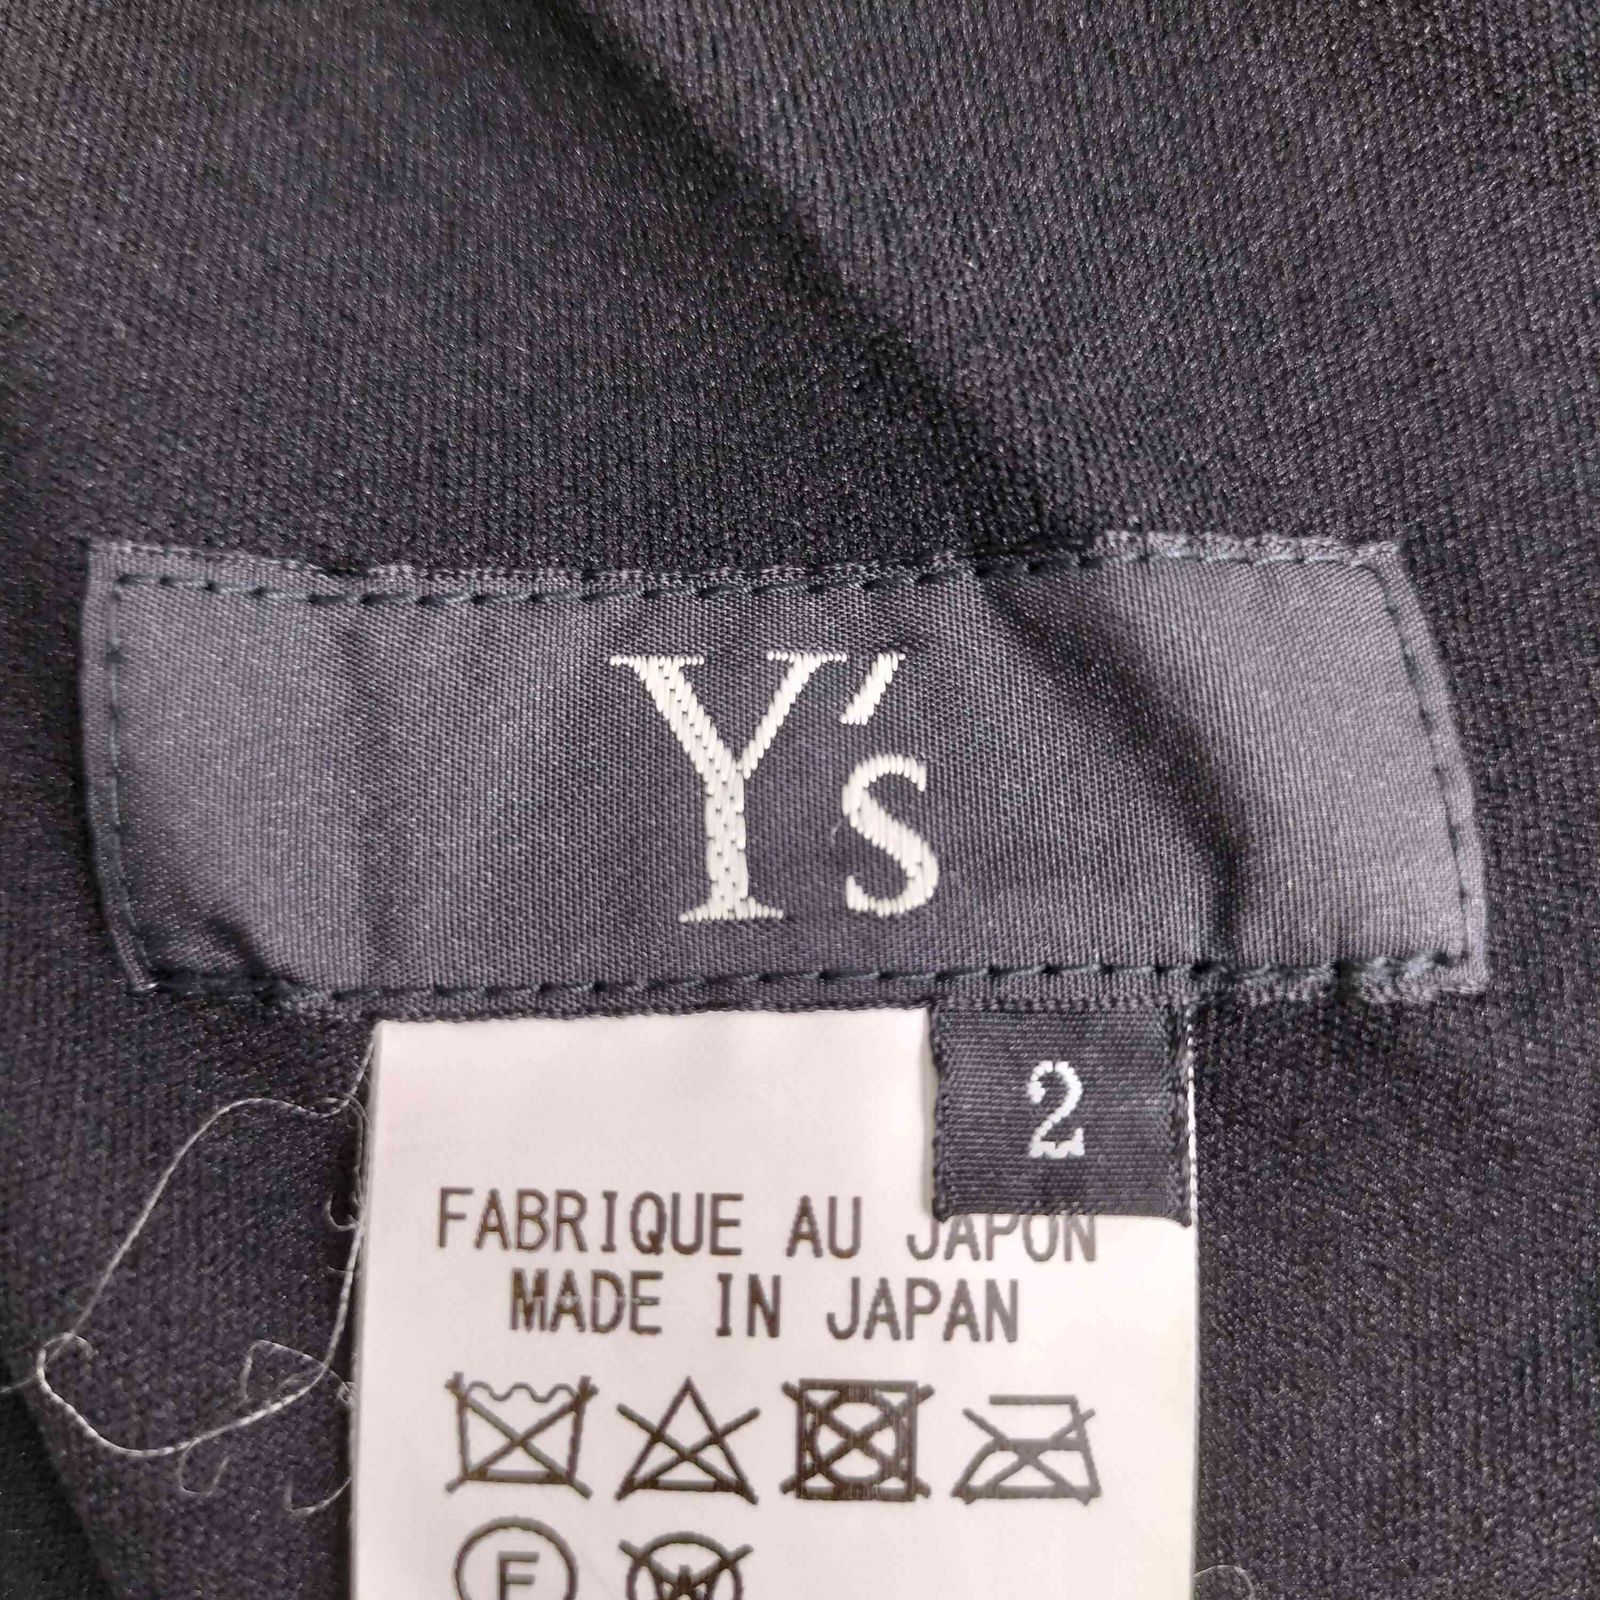 Y's
2
FABRIQUE AU JAPON
MADE IN JAPAN
F
W